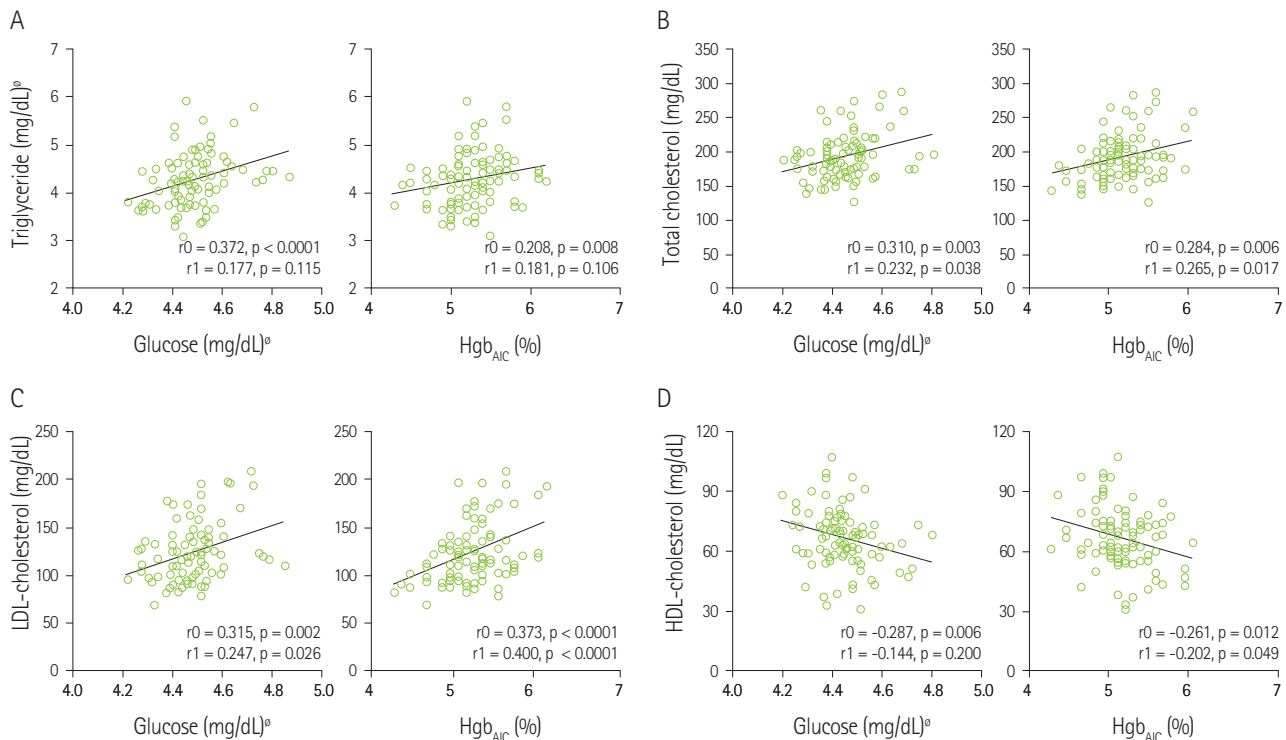 A
7
6
5
4
3
2
Triglyceride (mg/dL)ø
r0 = 0.372, p < 0.0001
r1 = 0.177, p = 0.115
4.0
4.2
4.4
4.6
4.8
5.0
Glucose (mg/dL)ø
7
6
5
4
3
2
r0 = 0.208, p = 0.008
r1 = 0.181, p = 0.106
4
5
6
7
HgbAIC (%)
B
350
300
250
200
150
100
50
0
Total cholesterol (mg/dL)
r0 = 0.310, p = 0.003
r1 = 0.232, p = 0.038
4.0
4.2
4.4
4.6
4.8
5.0
Glucose (mg/dL)ø
350
300
250
200
150
100
50
0
r0 = 0.284, p = 0.006
r1 = 0.265, p = 0.017
4
5
6
7
HgbAIC (%)
C
250
200
150
100
50
0
LDL-cholesterol (mg/dL)
r0 = 0.315, p = 0.002
r1 = 0.247, p = 0.026
4.0
4.2
4.4
4.6
4.8
5.0
Glucose (mg/dL)ø
250
200
150
100
50
0
r0 = 0.373, p < 0.0001
r1 = 0.400, p < 0.0001
4
5
6
7
HgbAIC (%)
D
120
90
60
30
0
HDL-cholesterol (mg/dL)
r0 = –0.287, p = 0.006
r1 = –0.144, p = 0.200
4.0
4.2
4.4
4.6
4.8
5.0
Glucose (mg/dL)ø
120
90
60
30
0
r0 = –0.261, p = 0.012
r1 = –0.202, p = 0.049
4
5
6
7
HgbAIC (%)